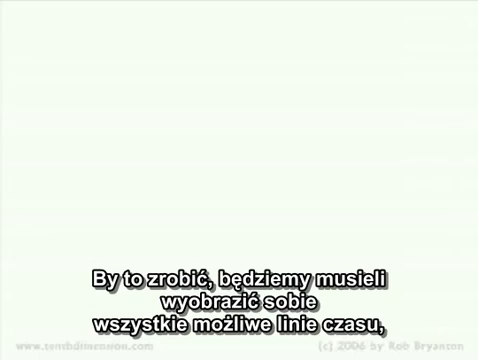 By to zrobić, będziemy musieli
wyobrazić sobie
wszystkie możliwe linie czasu,
www.tenthdimension.com (c) 2006 by Rob Bryanton